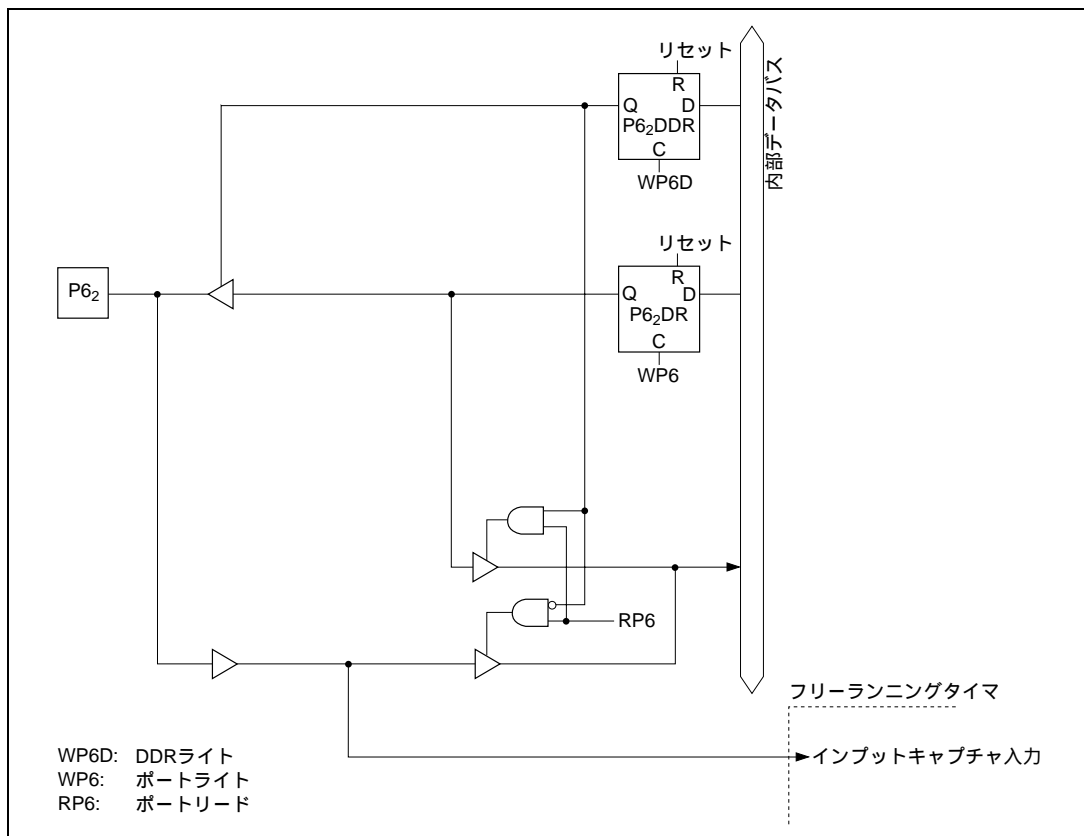 リセット
R
Q D
P6₂DDR
C
WP6D
内部データバス
リセット
R
Q D
P6₂DR
C
WP6
P6₂
RP6
フリーランニングタイマ
インプットキャプチャ入力
WP6D: DDRライト
WP6: ポートライト
RP6: ポートリード